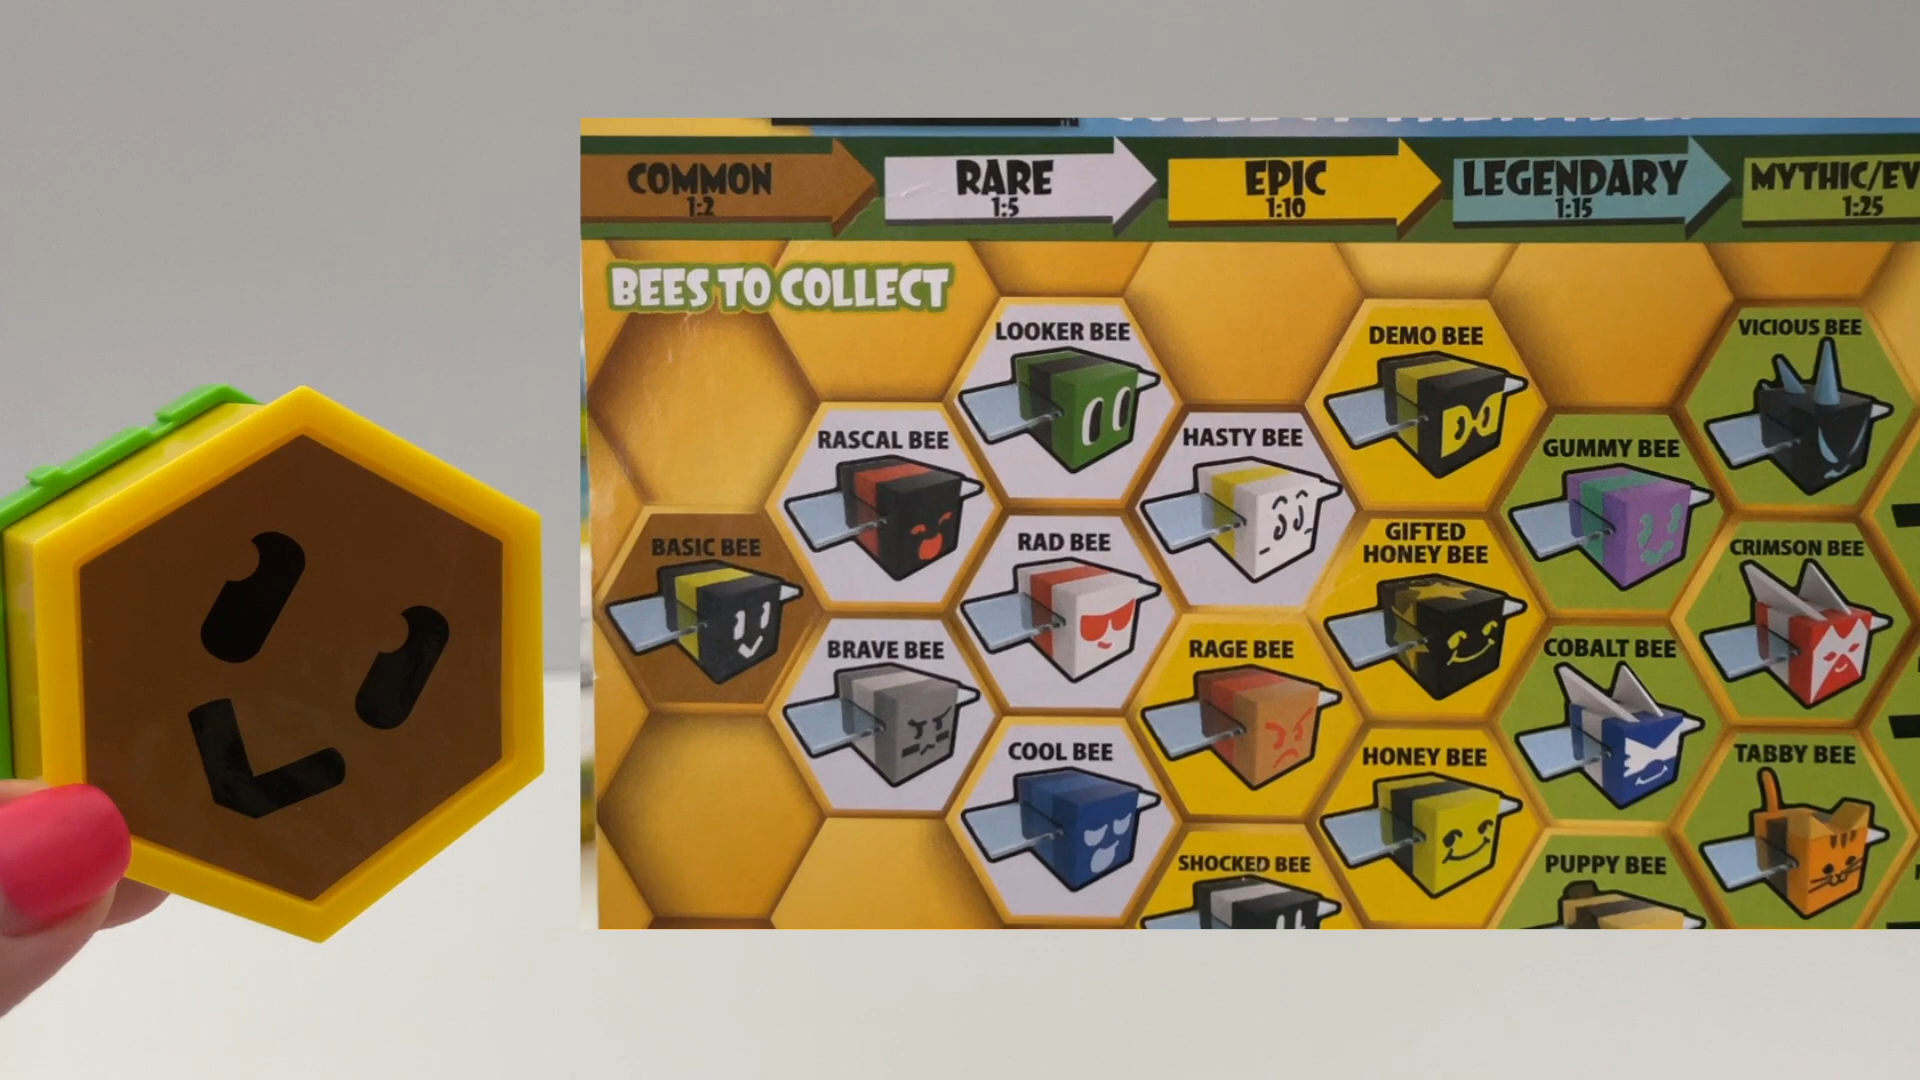 COMMON
1:2
RARE
1:5
EPIC
1:10
LEGENDARY
1:15
MYTHIC/EV
1:25
BEES TO COLLECT
LOOKER BEE
DEMO BEE
VICIOUS BEE
RASCAL BEE
HASTY BEE
GUMMY BEE
BASIC BEE
RAD BEE
GIFTED
HONEY BEE
CRIMSON BEE
BRAVE BEE
RAGE BEE
COBALT BEE
COOL BEE
HONEY BEE
TABBY BEE
SHOCKED BEE
PUPPY BEE